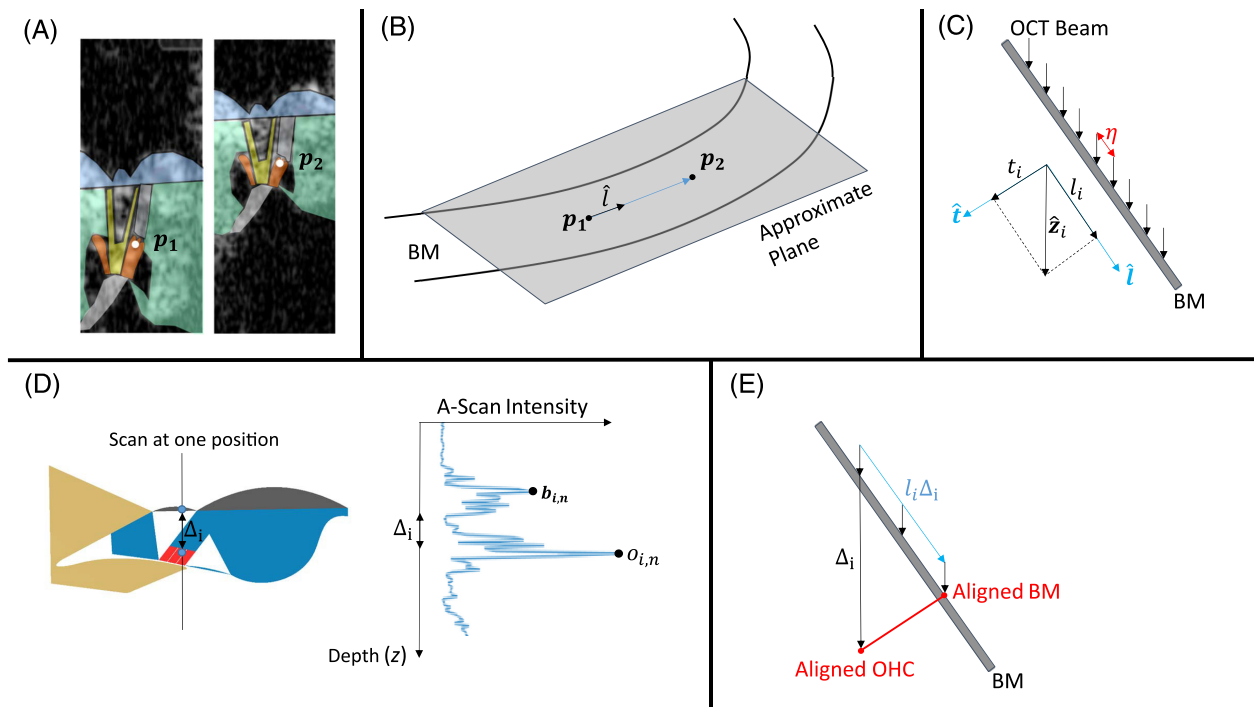 (A)
p₂
p₁
(B)
l̂
p₂
p₁
BM
Approximate
Plane
(C)
OCT Beam
η
tᵢ
lᵢ
t̂
ẑᵢ
l̂
BM
(D)
Scan at one position
Δᵢ
A-Scan Intensity
bᵢ,ₙ
Δᵢ
oᵢ,ₙ
Depth (z)
(E)
lᵢΔᵢ
Δᵢ
Aligned BM
Aligned OHC
BM